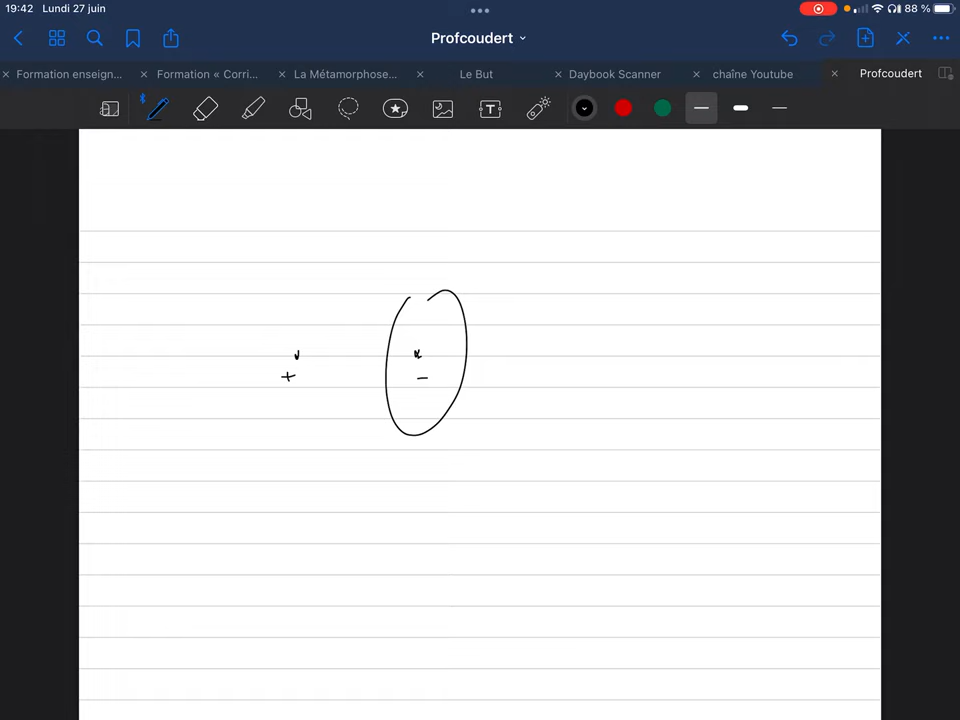 19:42 Lundi 27 juin 88 %
Profcoudert
Formation enseign... Formation « Corri... La Métamorphose... Le But Daybook Scanner chaîne Youtube Profcoudert
T
+ −